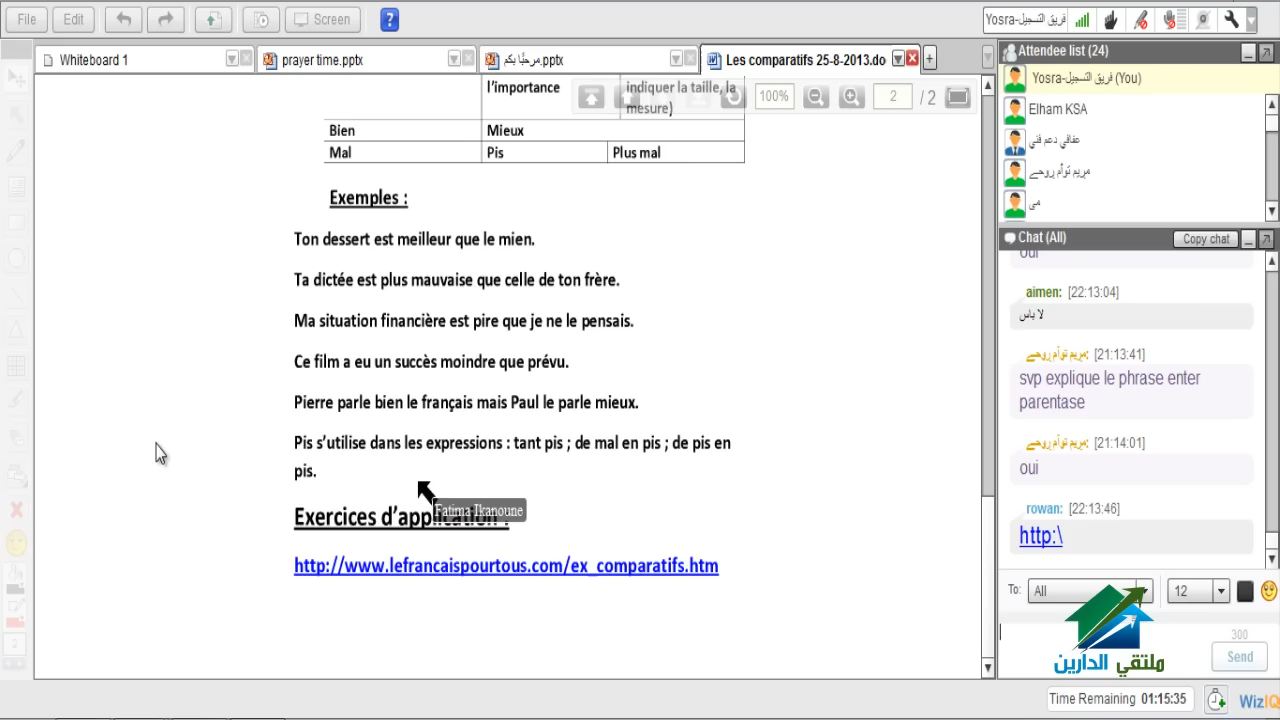 File
Edit
Screen
?
Yosra-فريق التسجيل
Whiteboard 1
prayer time.pptx
مرحبًا بكم.pptx
Les comparatifs 25-8-2013.do
Attendee list (24)
Yosra-فريق التسجيل (You)
Elham KSA
عفاقي دعم فني
مريم توأم روحي
مى
l’importance
indiquer la taille, la
mesure)
100%
2
/ 2
Bien
Mieux
Mal
Pis
Plus mal
Exemples :
Ton dessert est meilleur que le mien.
Ta dictée est plus mauvaise que celle de ton frère.
Ma situation financière est pire que je ne le pensais.
Ce film a eu un succès moindre que prévu.
Pierre parle bien le français mais Paul le parle mieux.
Pis s’utilise dans les expressions : tant pis ; de mal en pis ; de pis en
pis.
Fatima Ikanoune
Exercices d’application :
http://www.lefrancaispourtous.com/ex_comparatifs.htm
Chat (All)
Copy chat
oui
aimen: [22:13:04]
لا باس
مريم توأم روحي: [21:13:41]
svp explique le phrase enter
parentase
مريم توأم روحي: [21:14:01]
oui
rowan: [22:13:46]
http:\
To:
All
12
300
Send
ملتقي الدارين
Time Remaining 01:15:35
WizIQ